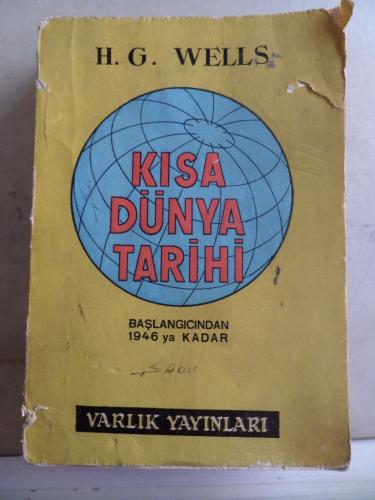 H. G. WELLS
KISA
DÜNYA
TARİHİ
BAŞLANGICINDAN
1946 ya KADAR
VARLIK YAYINLARI